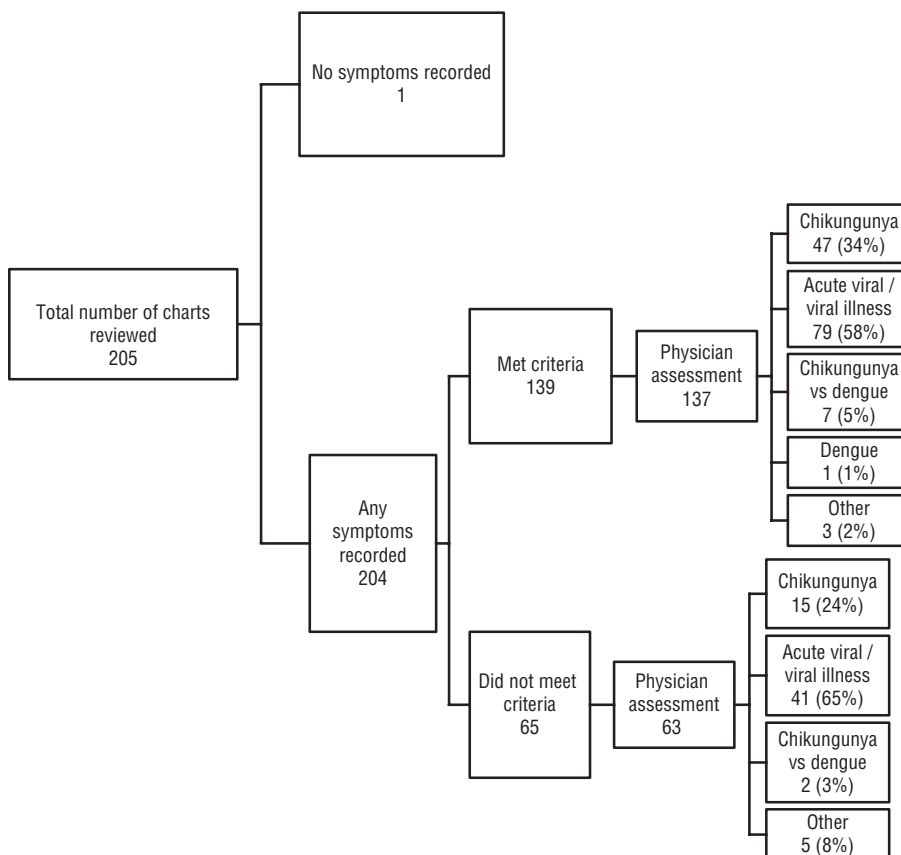 No symptoms recorded
1
Total number of charts
reviewed
205
Any
symptoms
recorded
204
Met criteria
139
Physician
assessment
137
Chikungunya
47 (34%)
Acute viral /
viral illness
79 (58%)
Chikungunya
vs dengue
7 (5%)
Dengue
1 (1%)
Other
3 (2%)
Did not meet
criteria
65
Physician
assessment
63
Chikungunya
15 (24%)
Acute viral /
viral illness
41 (65%)
Chikungunya
vs dengue
2 (3%)
Other
5 (8%)